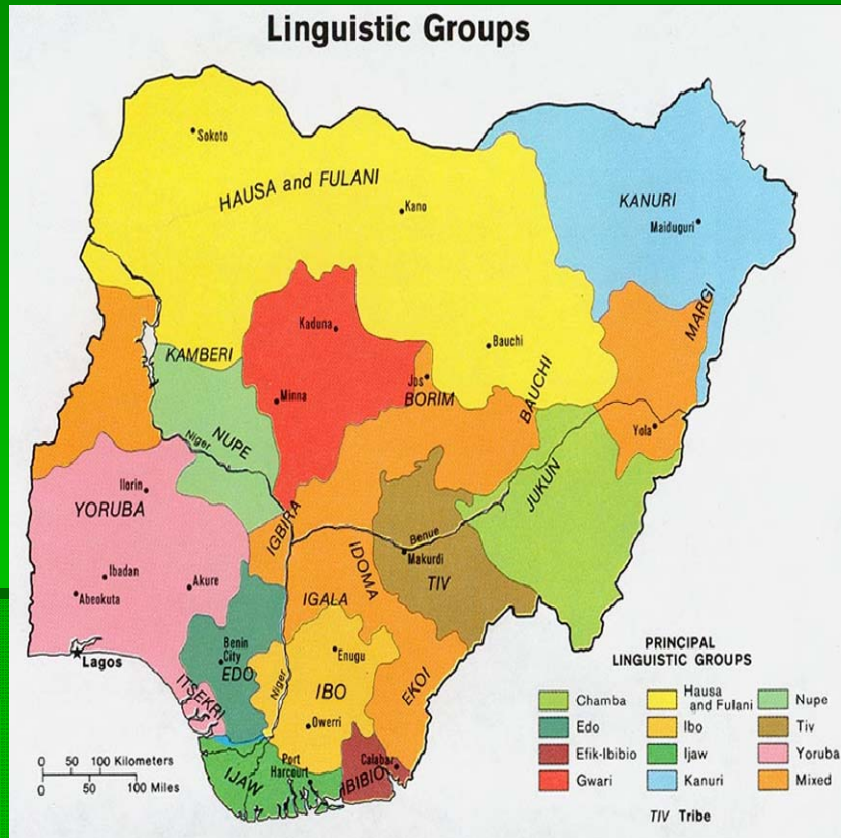 Linguistic Groups
Sokoto
HAUSA and FULANI
Kano
KANURI
Maiduguri
MARGI
Kaduna
Bauchi
KAMBERI
Jos
BORIM
BAUCHI
Minna
NUPE
Niger
Yola
Ilorin
YORUBA
JUKUN
IGBIRA
Benue
Makurdi
IDOMA
TIV
Ibadan
Akure
Abeokuta
IGALA
Lagos
Benin
City
EDO
Enugu
ITSEKRI
Niger
IBO
EKOI
Owerri
Port
Harcourt
Calabar
IJAW
IBIBIO
0 50 100 Kilometers
0 50 100 Miles
PRINCIPAL
LINGUISTIC GROUPS
Chamba
Edo
Efik-Ibibio
Gwari
Hausa
and Fulani
Ibo
Ijaw
Kanuri
Nupe
Tiv
Yoruba
Mixed
TIV Tribe